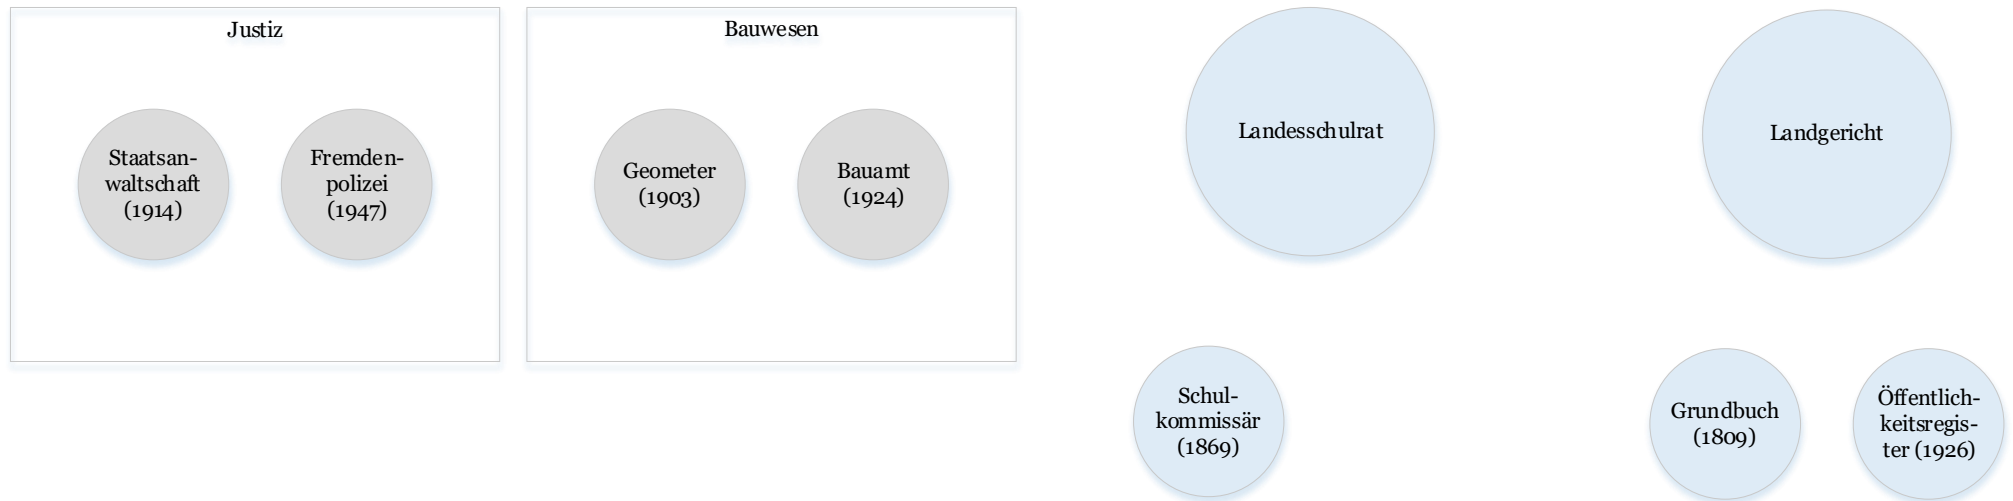 Justiz
Staatsan-
waltschaft
(1914)
Fremden-
polizei
(1947)
Bauwesen
Geometer
(1903)
Bauamt
(1924)
Landesschulrat
Schul-
kommissär
(1869)
Landgericht
Grundbuch
(1809)
Öffentlich-
keitsregis-
ter (1926)